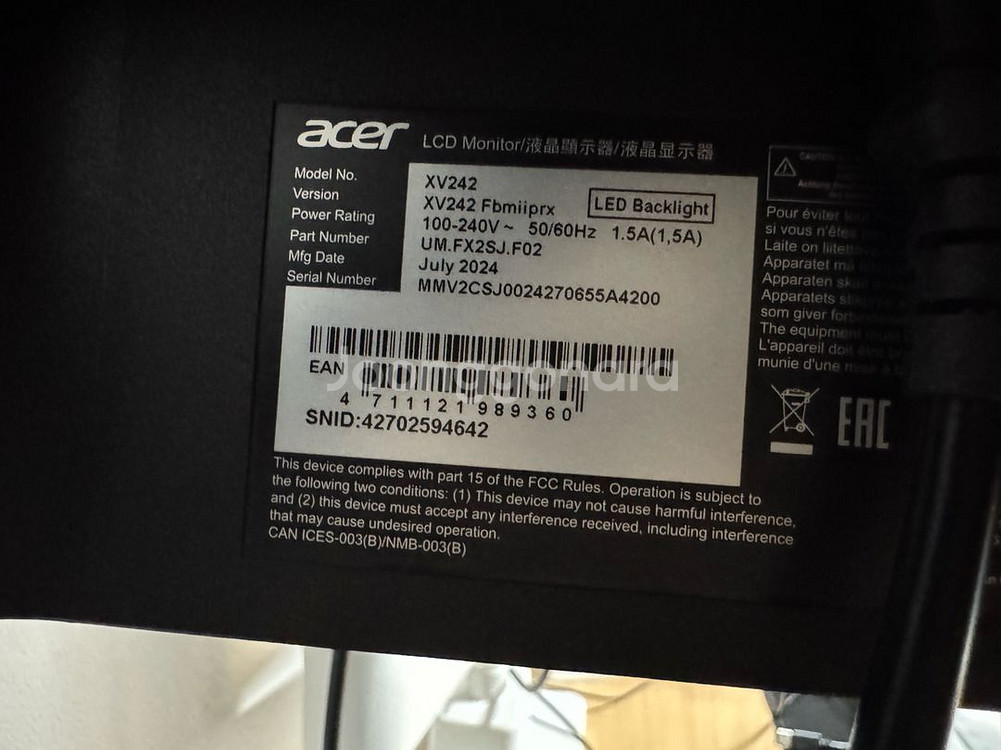 acer LCD Monitor/液晶顯示器/液晶显示器
Model No. XV242
Version XV242 Fbmiiprx
LED Backlight
Power Rating 100-240V~ 50/60Hz 1.5A(1,5A)
Part Number UM.FX2SJ.F02
Mfg Date July 2024
Serial Number MMV2CSJ0024270655A4200
EAN
4 711121 989360
SNID:42702594642
Joonggonara
This device complies with part 15 of the FCC Rules. Operation is subject to
the following two conditions: (1) This device may not cause harmful interference,
and (2) this device must accept any interference received, including interference
that may cause undesired operation.
CAN ICES-003(B)/NMB-003(B)
Pour éviter
si vous n'êtes
Laite on
Apparatet
Apparaten
Apparatets
som giver
The equipment
L'appareil doit être
munie d'une
EAC